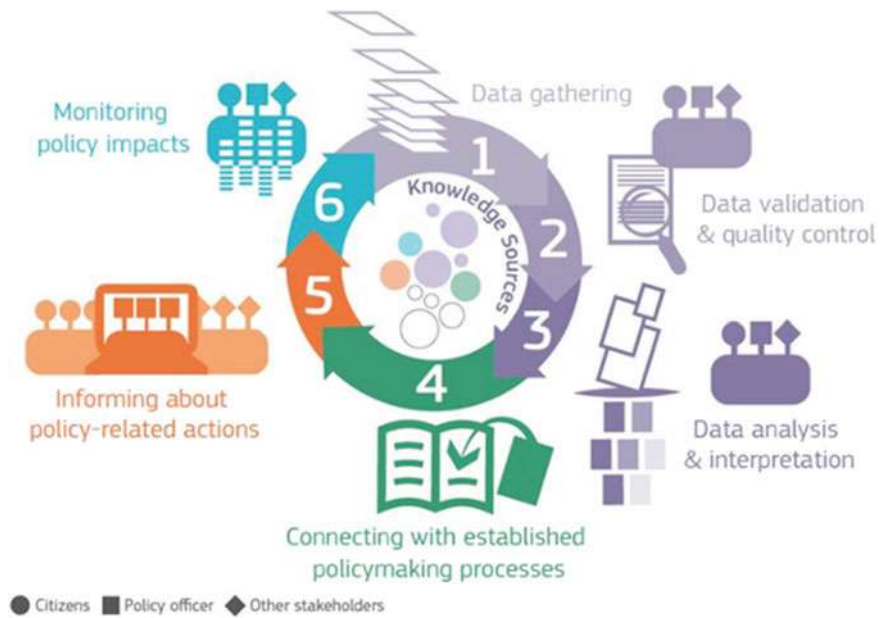 Data gathering
1
Data validation
& quality control
2
Data analysis
& interpretation
3
Connecting with established
policymaking processes
4
Informing about
policy-related actions
5
Monitoring
policy impacts
6
Knowledge Sources
Citizens Policy officer Other stakeholders